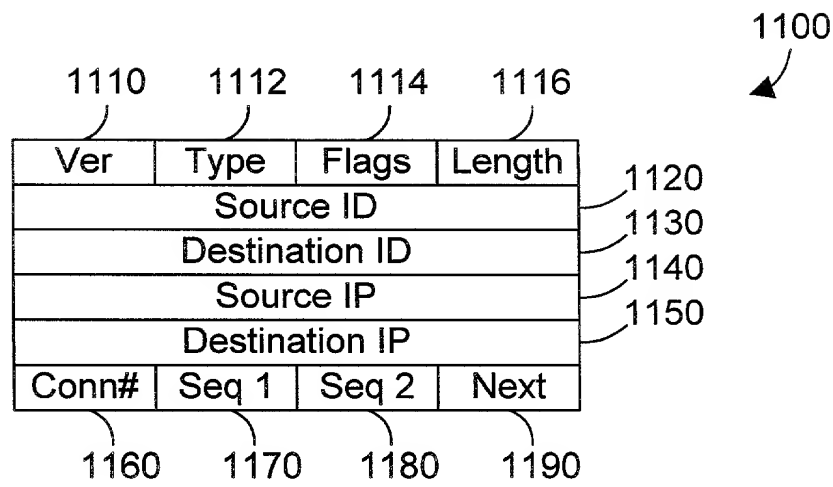 1100
1110 1112 1114 1116
Ver Type Flags Length
Source ID 1120
Destination ID 1130
Source IP 1140
Destination IP 1150
Conn# Seq 1 Seq 2 Next
1160 1170 1180 1190